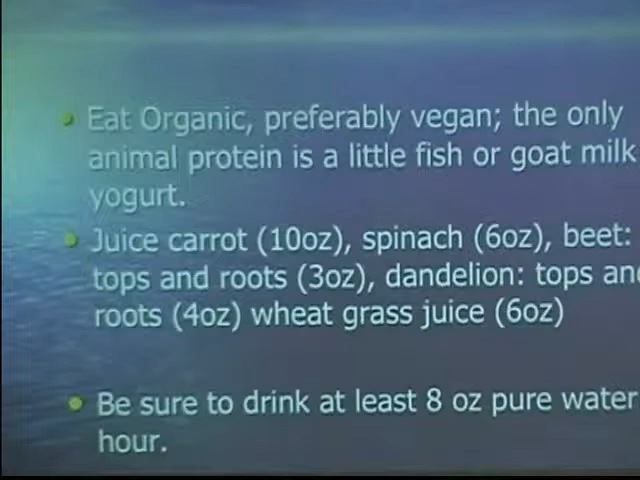 Eat Organic, preferably vegan; the only
animal protein is a little fish or goat milk
yogurt.
Juice carrot (10oz), spinach (6oz), beet:
tops and roots (3oz), dandelion: tops and
roots (4oz) wheat grass juice (6oz)
Be sure to drink at least 8 oz pure water
hour.